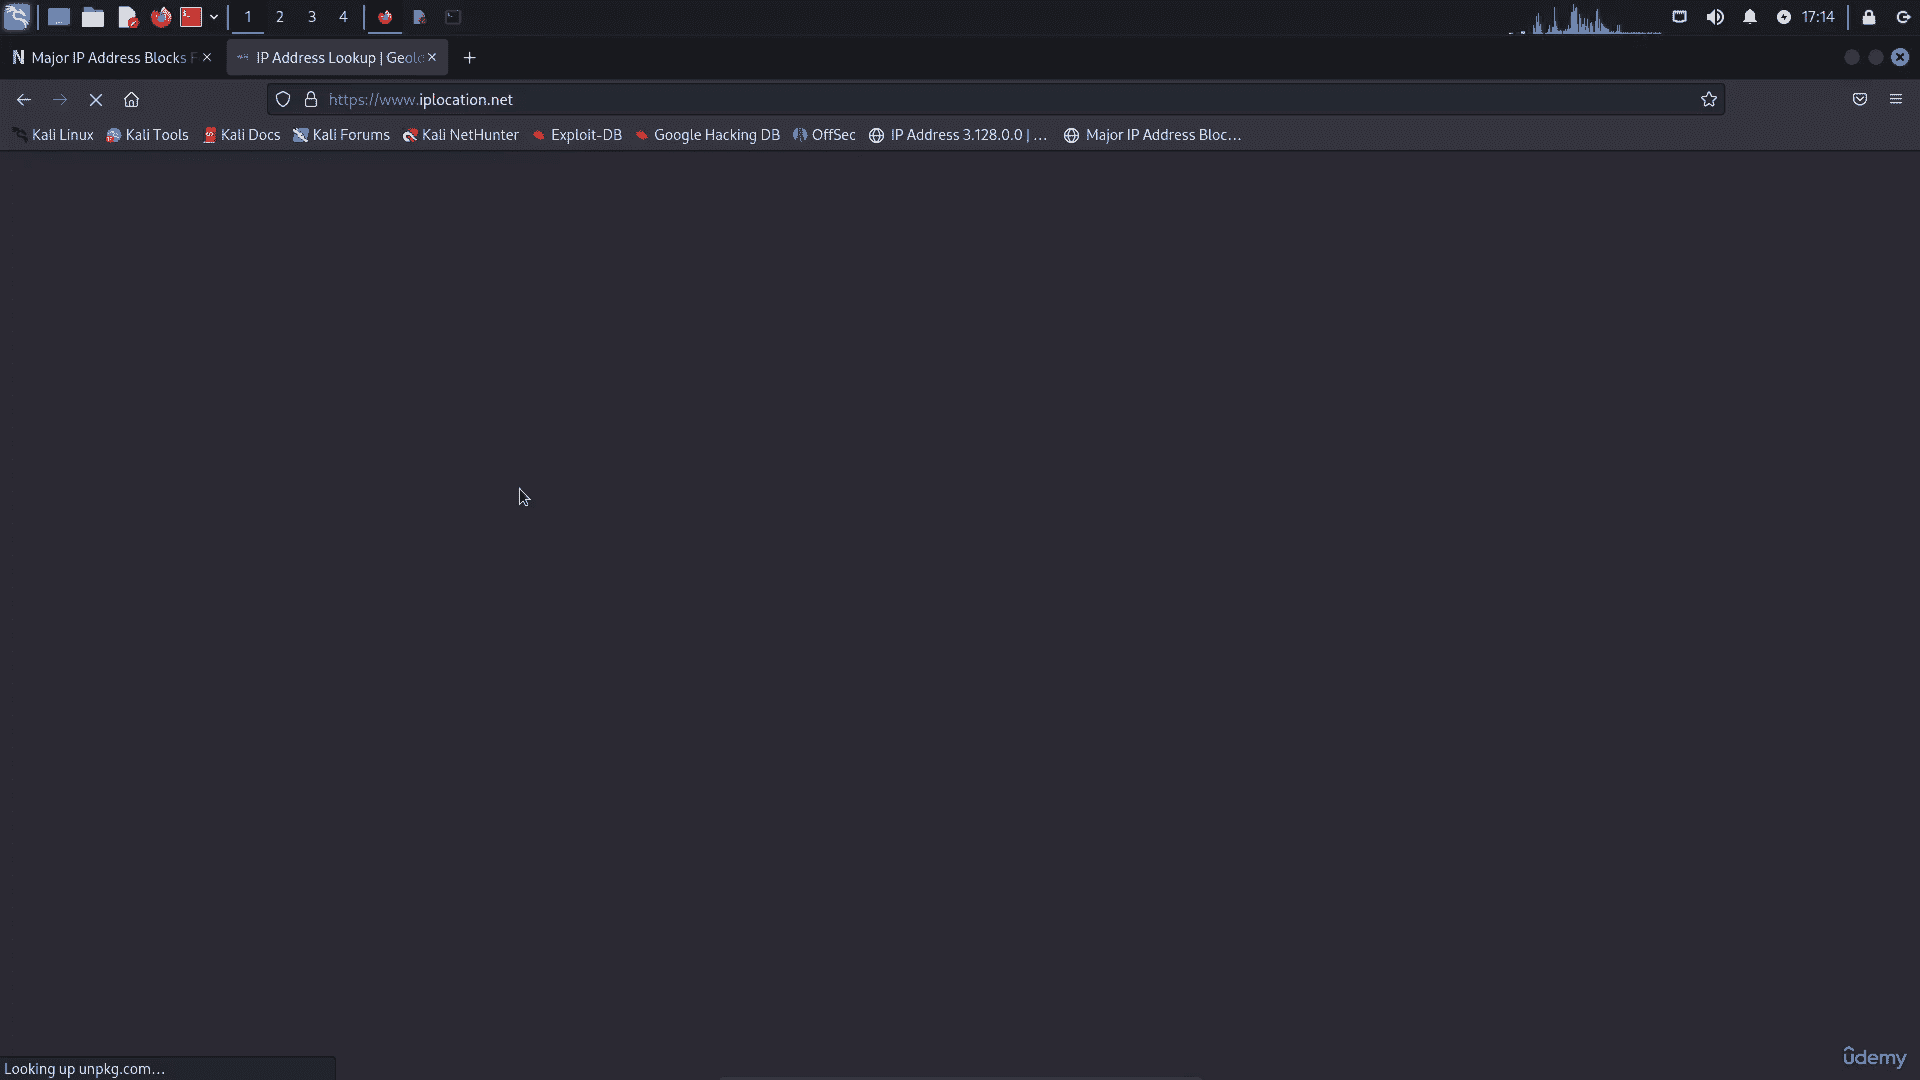 1 2 3 4 17:14
Major IP Address Blocks F IP Address Lookup | Geolo
https://www.iplocation.net
Kali Linux Kali Tools Kali Docs Kali Forums Kali NetHunter Exploit-DB Google Hacking DB OffSec IP Address 3.128.0.0 | ... Major IP Address Bloc...
Looking up unpkg.com...
ûdemy